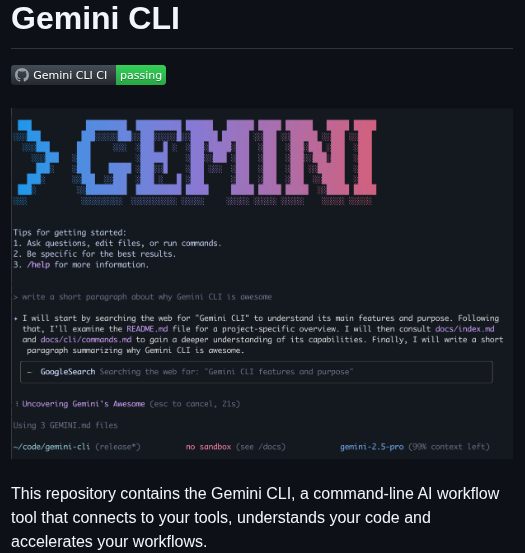 Gemini CLI
Gemini CLI CI passing
> GEMINI
Tips for getting started:
1. Ask questions, edit files, or run commands.
2. Be specific for the best results.
3. /help for more information.
> write a short paragraph about why Gemini CLI is awesome
✦ I will start by searching the web for "Gemini CLI" to understand its main features and purpose. Following
that, I'll examine the README.md file for a project-specific overview. I will then consult docs/index.md
and docs/cli/commands.md to gain a deeper understanding of its capabilities. Finally, I will write a short
paragraph summarizing why Gemini CLI is awesome.
– GoogleSearch Searching the web for: "Gemini CLI features and purpose"
⠸ Uncovering Gemini's Awesome (esc to cancel, 21s)
Using 3 GEMINI.md files
~/code/gemini-cli (release*) no sandbox (see /docs) gemini-2.5-pro (99% context left)
This repository contains the Gemini CLI, a command-line AI workflow
tool that connects to your tools, understands your code and
accelerates your workflows.